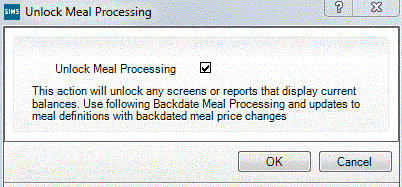 SIMS Unlock Meal Processing ?
Unlock Meal Processing
This action will unlock any screens or reports that display current
balances. Use following Backdate Meal Processing and updates to
meal definitions with backdated meal price changes
OK Cancel